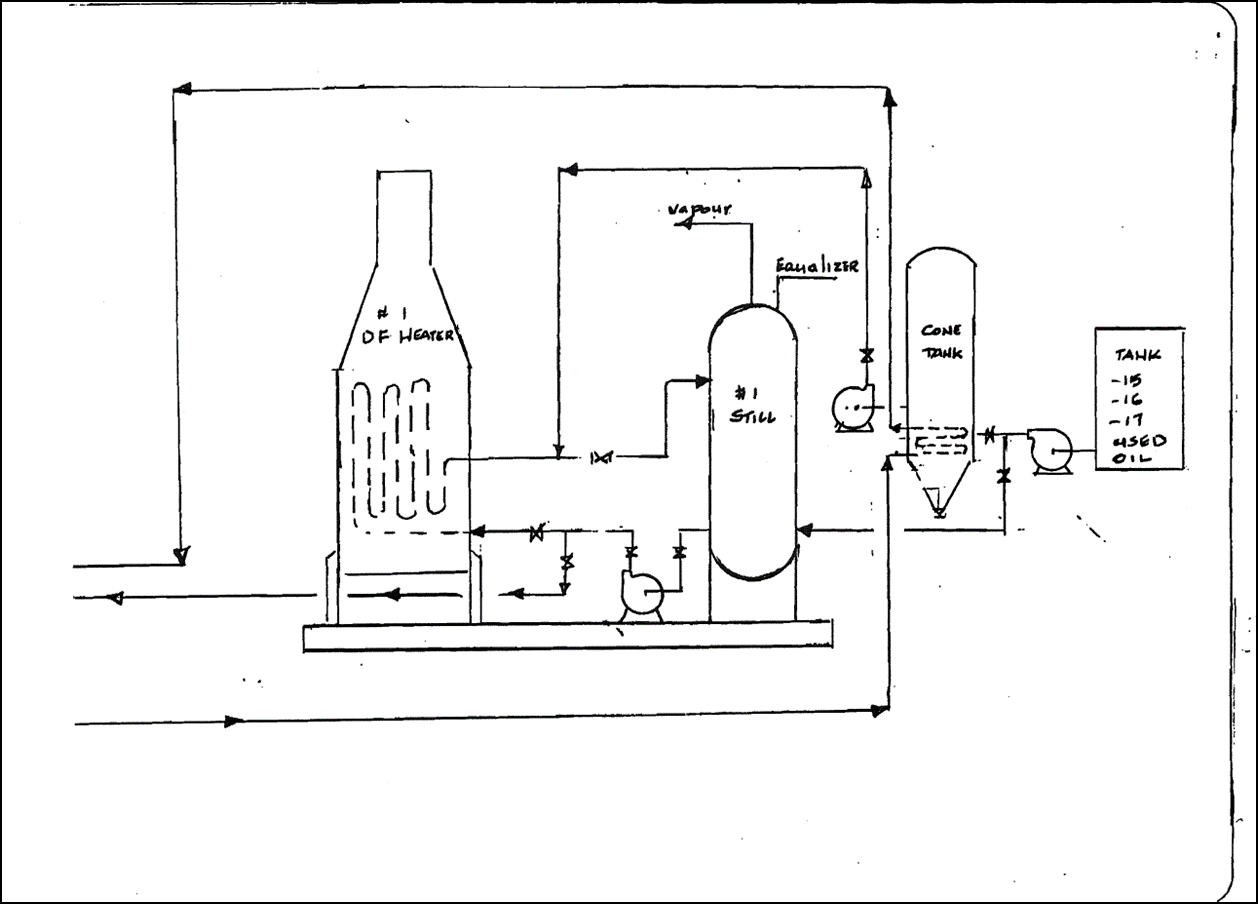 Vapour
Equalizer
# 1
DF HEATER
CONE
TANK
# 1
STILL
TANK
-15
-16
-17
USED
OIL